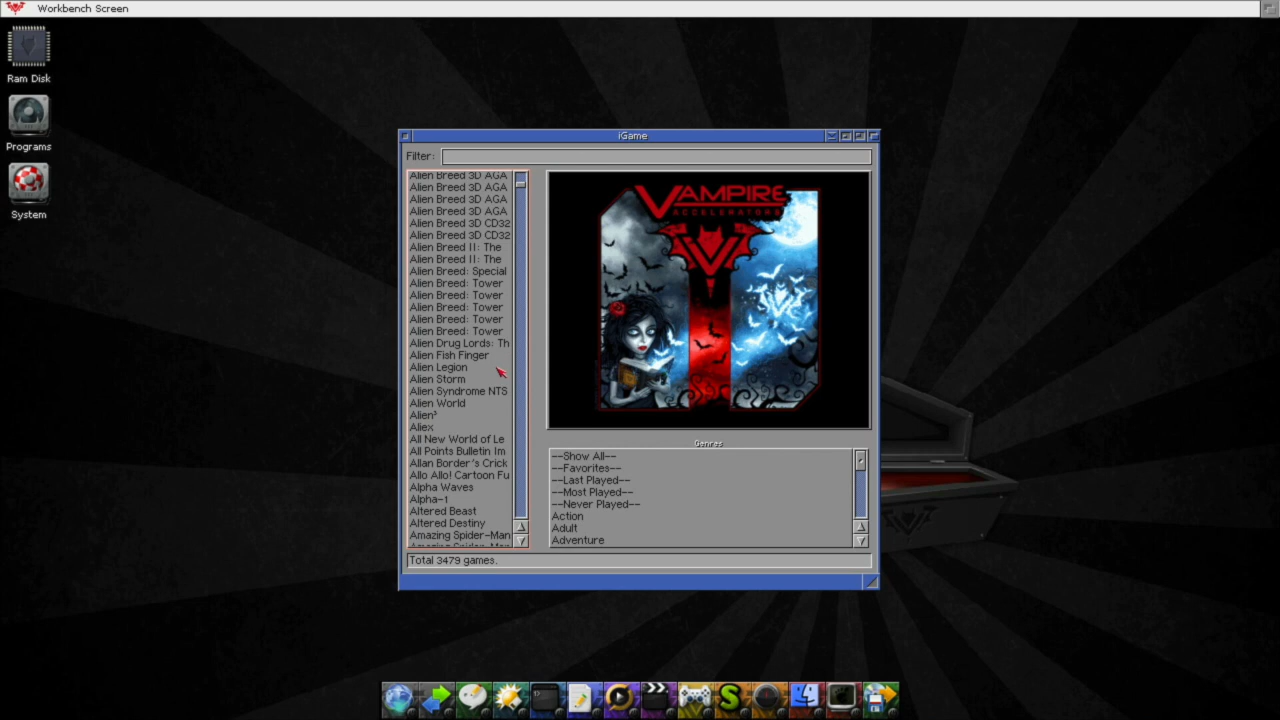 Workbench Screen
Ram Disk
Programs
System
iGame
Filter:
Alien Breed 3D AGA
Alien Breed 3D AGA
Alien Breed 3D AGA
Alien Breed 3D AGA
Alien Breed 3D CD32
Alien Breed 3D CD32
Alien Breed II: The
Alien Breed II: The
Alien Breed: Special
Alien Breed: Tower
Alien Breed: Tower
Alien Breed: Tower
Alien Breed: Tower
Alien Breed: Tower
Alien Drug Lords: Th
Alien Fish Finger
Alien Legion
Alien Storm
Alien Syndrome NTS
Alien World
Alien³
Aliex
All New World of Le
All Points Bulletin Im
Allan Border's Crick
Allo Allo! Cartoon Fu
Alpha Waves
Alpha-1
Altered Beast
Altered Destiny
Amazing Spider-Man
VAMPIRE
ACCELERATORS
Genres
--Show All--
--Favorites--
--Last Played--
--Most Played--
--Never Played--
Action
Adult
Adventure
Total 3479 games.